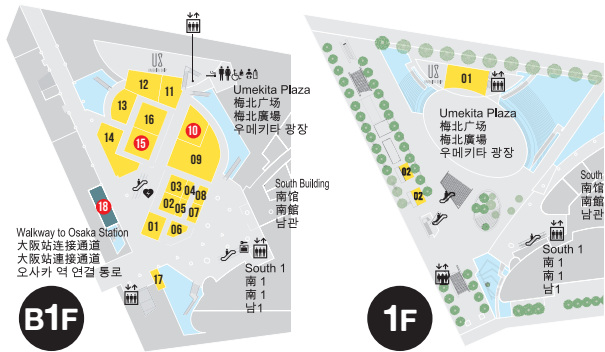 12
11
13
16
10
14
15
09
Umekita Plaza
梅北广场
梅北廣場
우메키타 광장
03
04
08
02
05
07
01
06
18
17
South Building
南馆
南館
남관
Walkway to Osaka Station
大阪站连接通道
大阪站連接通道
오사카 역 연결 통로
South 1
南 1
南 1
남1
B1F
01
Umekita Plaza
梅北广场
梅北廣場
우메키타 광장
02
02
South
南馆
南館
남관
South 1
南 1
南 1
남1
1F